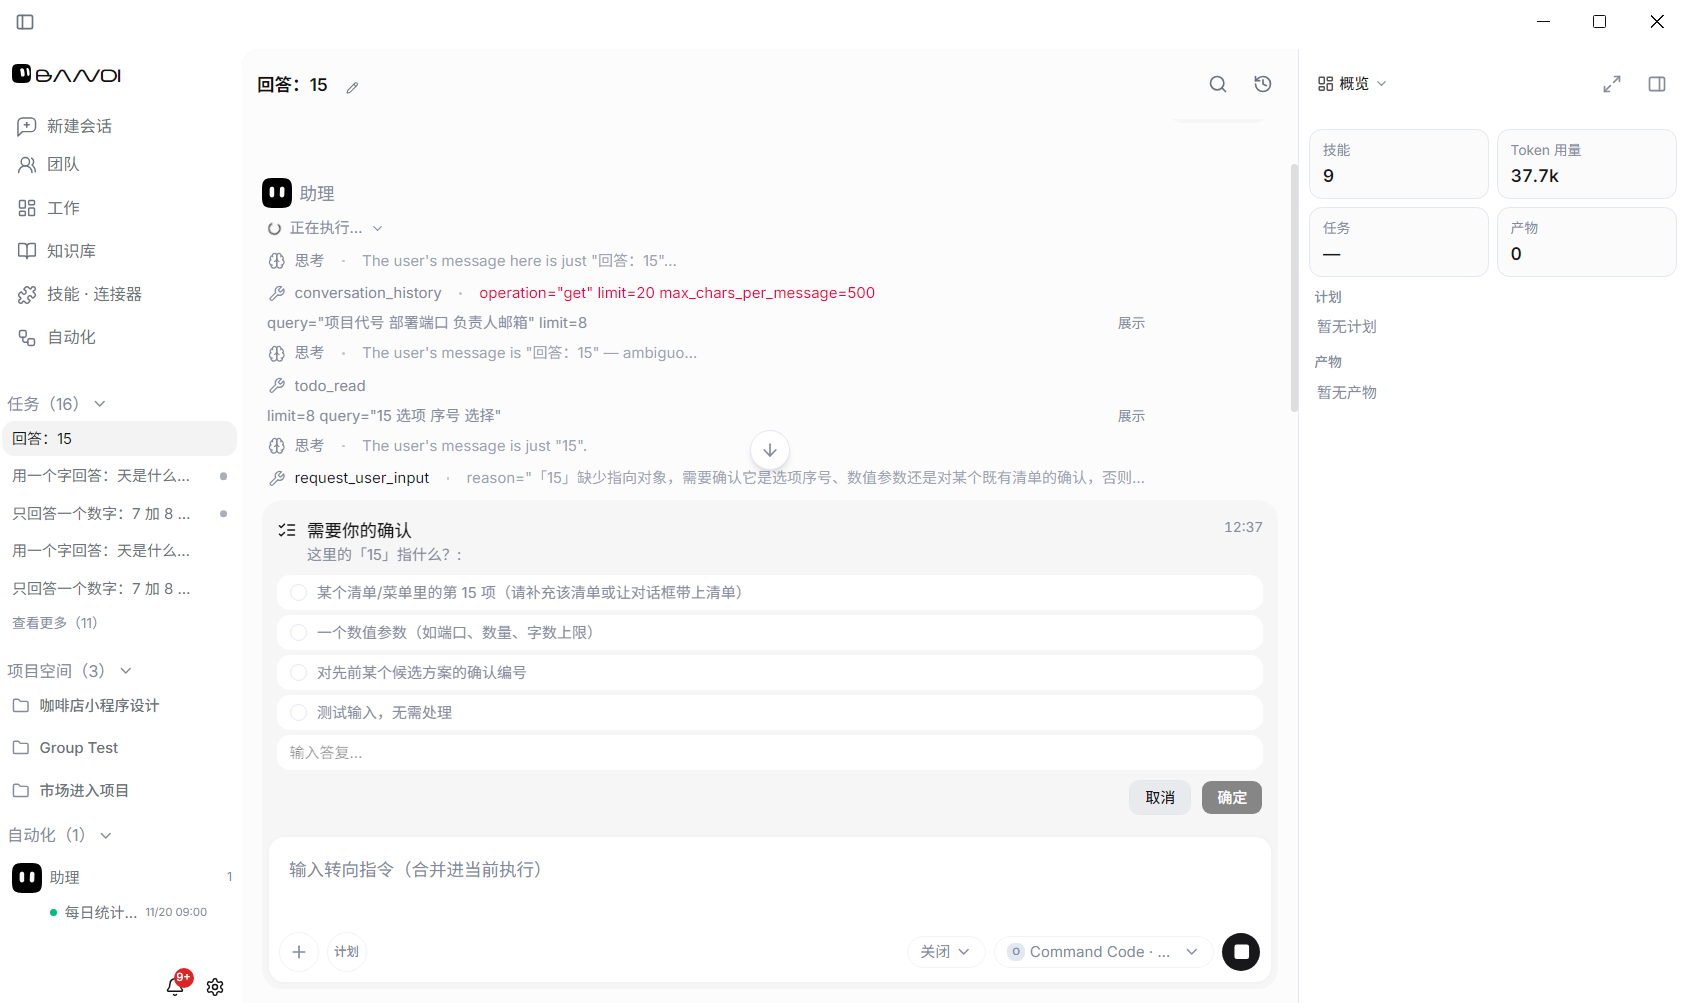 BANDI
新建会话
团队
工作
知识库
技能 · 连接器
自动化
任务（16）
回答：15
用一个字回答：天是什么...
只回答一个数字：7 加 8 ...
用一个字回答：天是什么...
只回答一个数字：7 加 8 ...
查看更多（11）
项目空间（3）
咖啡店小程序设计
Group Test
市场进入项目
自动化（1）
助理 1
每日统计... 11/20 09:00
9+
回答：15
助理
正在执行...
思考 · The user's message here is just "回答：15"...
conversation_history · operation="get" limit=20 max_chars_per_message=500
query="项目代号 部署端口 负责人邮箱" limit=8 展示
思考 · The user's message is "回答：15" — ambiguo...
todo_read
limit=8 query="15 选项 序号 选择" 展示
思考 · The user's message is just "15".
request_user_input · reason="「15」缺少指向对象，需要确认它是选项序号、数值参数还是对某个既有清单的确认，否则...
需要你的确认 12:37
这里的「15」指什么？:
某个清单/菜单里的第 15 项（请补充该清单或让对话框带上清单）
一个数值参数（如端口、数量、字数上限）
对先前某个候选方案的确认编号
测试输入，无需处理
输入答复...
取消 确定
输入转向指令（合并进当前执行）
计划 关闭 O Command Code · ...
概览
技能
9
Token 用量
37.7k
任务
—
产物
0
计划
暂无计划
产物
暂无产物